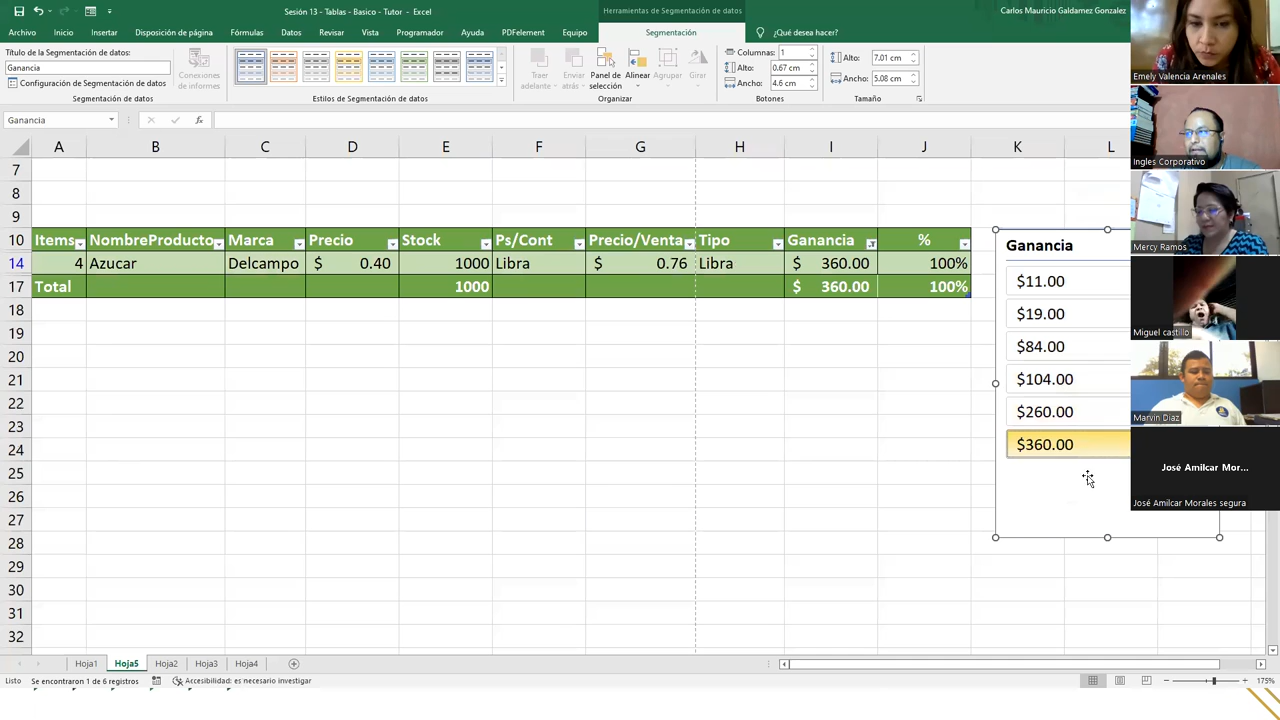 Sesión 13 - Tablas - Basico - Tutor - Excel
Herramientas de Segmentación de datos
Carlos Mauricio Galdamez Gonzalez
Archivo Inicio Insertar Disposición de página Fórmulas Datos Revisar Vista Programador Ayuda PDFelement Equipo Segmentación ¿Qué desea hacer?
Título de la Segmentación de datos:
Ganancia
Configuración de Segmentación de datos
Segmentación de datos
Conexiones de informes
Estilos de Segmentación de datos
Traer adelante
Enviar atrás
Panel de selección
Alinear
Agrupar
Girar
Organizar
Columnas: 1
Alto: 0.67 cm
Ancho: 4.6 cm
Botones
Alto: 7.01 cm
Ancho: 5.08 cm
Tamaño
Ganancia
fx
A B C D E F G H I J K L
7
8
9
10 Items NombreProducto Marca Precio Stock Ps/Cont Precio/Venta Tipo Ganancia %
14 4 Azucar Delcampo $ 0.40 1000 Libra $ 0.76 Libra $ 360.00 100%
17 Total 1000 $ 360.00 100%
18
19
20
21
22
23
24
25
26
27
28
29
30
31
32
Ganancia
$11.00
$19.00
$84.00
$104.00
$260.00
$360.00
Emely Valencia Arenales
Ingles Corporativo
Mercy Ramos
Miguel castillo
Marvin Diaz
José Amilcar Mor...
José Amilcar Morales segura
Hoja1 Hoja5 Hoja2 Hoja3 Hoja4
Listo Se encontraron 1 de 6 registros Accesibilidad: es necesario investigar 175%